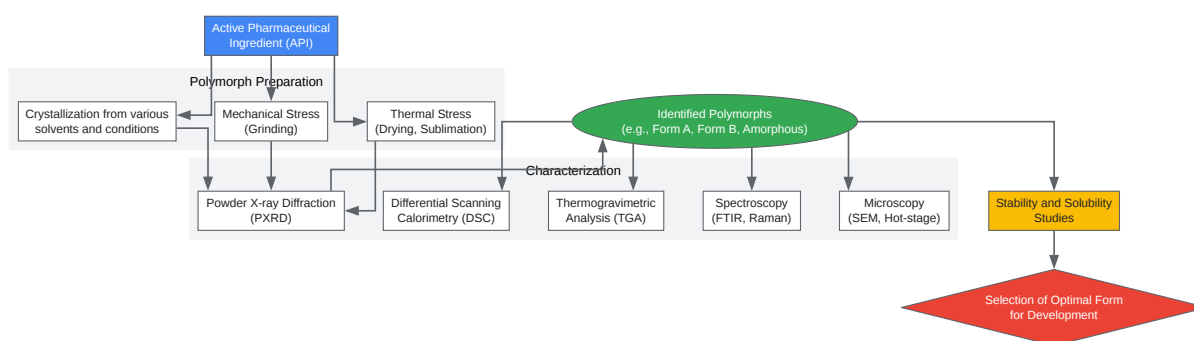 Active Pharmaceutical
Ingredient (API)
Polymorph Preparation
Crystallization from various
solvents and conditions
Mechanical Stress
(Grinding)
Thermal Stress
(Drying, Sublimation)
Identified Polymorphs
(e.g., Form A, Form B, Amorphous)
Characterization
Powder X-ray Diffraction
(PXRD)
Differential Scanning
Calorimetry (DSC)
Thermogravimetric
Analysis (TGA)
Spectroscopy
(FTIR, Raman)
Microscopy
(SEM, Hot-stage)
Stability and Solubility
Studies
Selection of Optimal Form
for Development